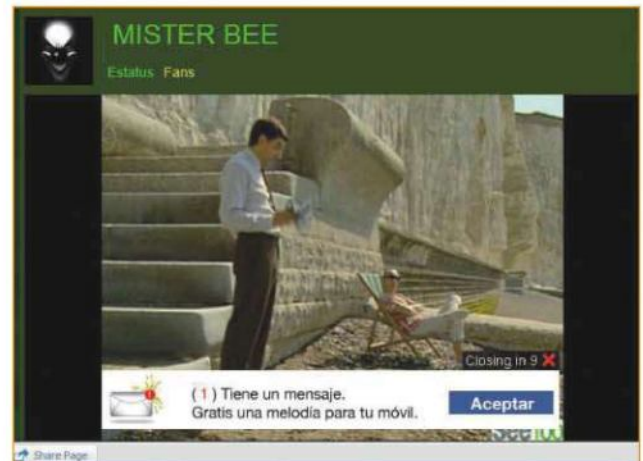 MISTER BEE
Estatus Fans
Closing in 9
( 1 ) Tiene un mensaje.
Gratis una melodía para tu móvil.
Aceptar
Share Page